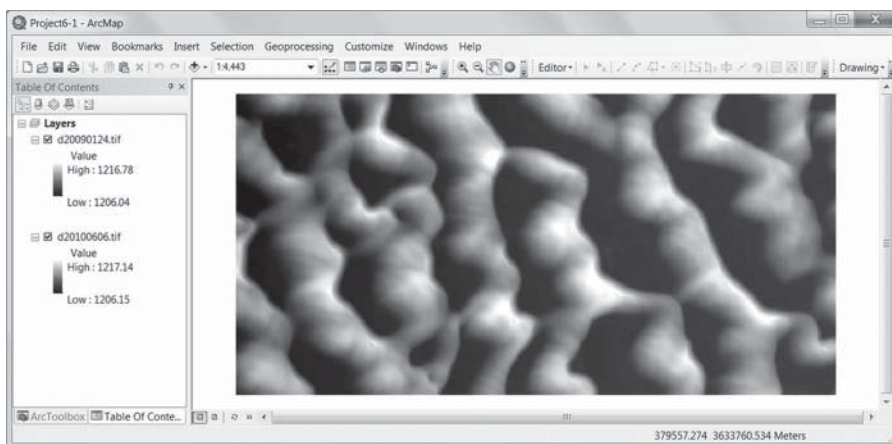 Project6-1 - ArcMap
File Edit View Bookmarks Insert Selection Geoprocessing Customize Windows Help
1:4,443
Editor
Drawing
Table Of Contents
Layers
d20090124.tif
Value
High : 1216.78
Low : 1206.04
d20100606.tif
Value
High : 1217.14
Low : 1206.15
ArcToolbox
Table Of Conte...
379557.274 3633760.534 Meters